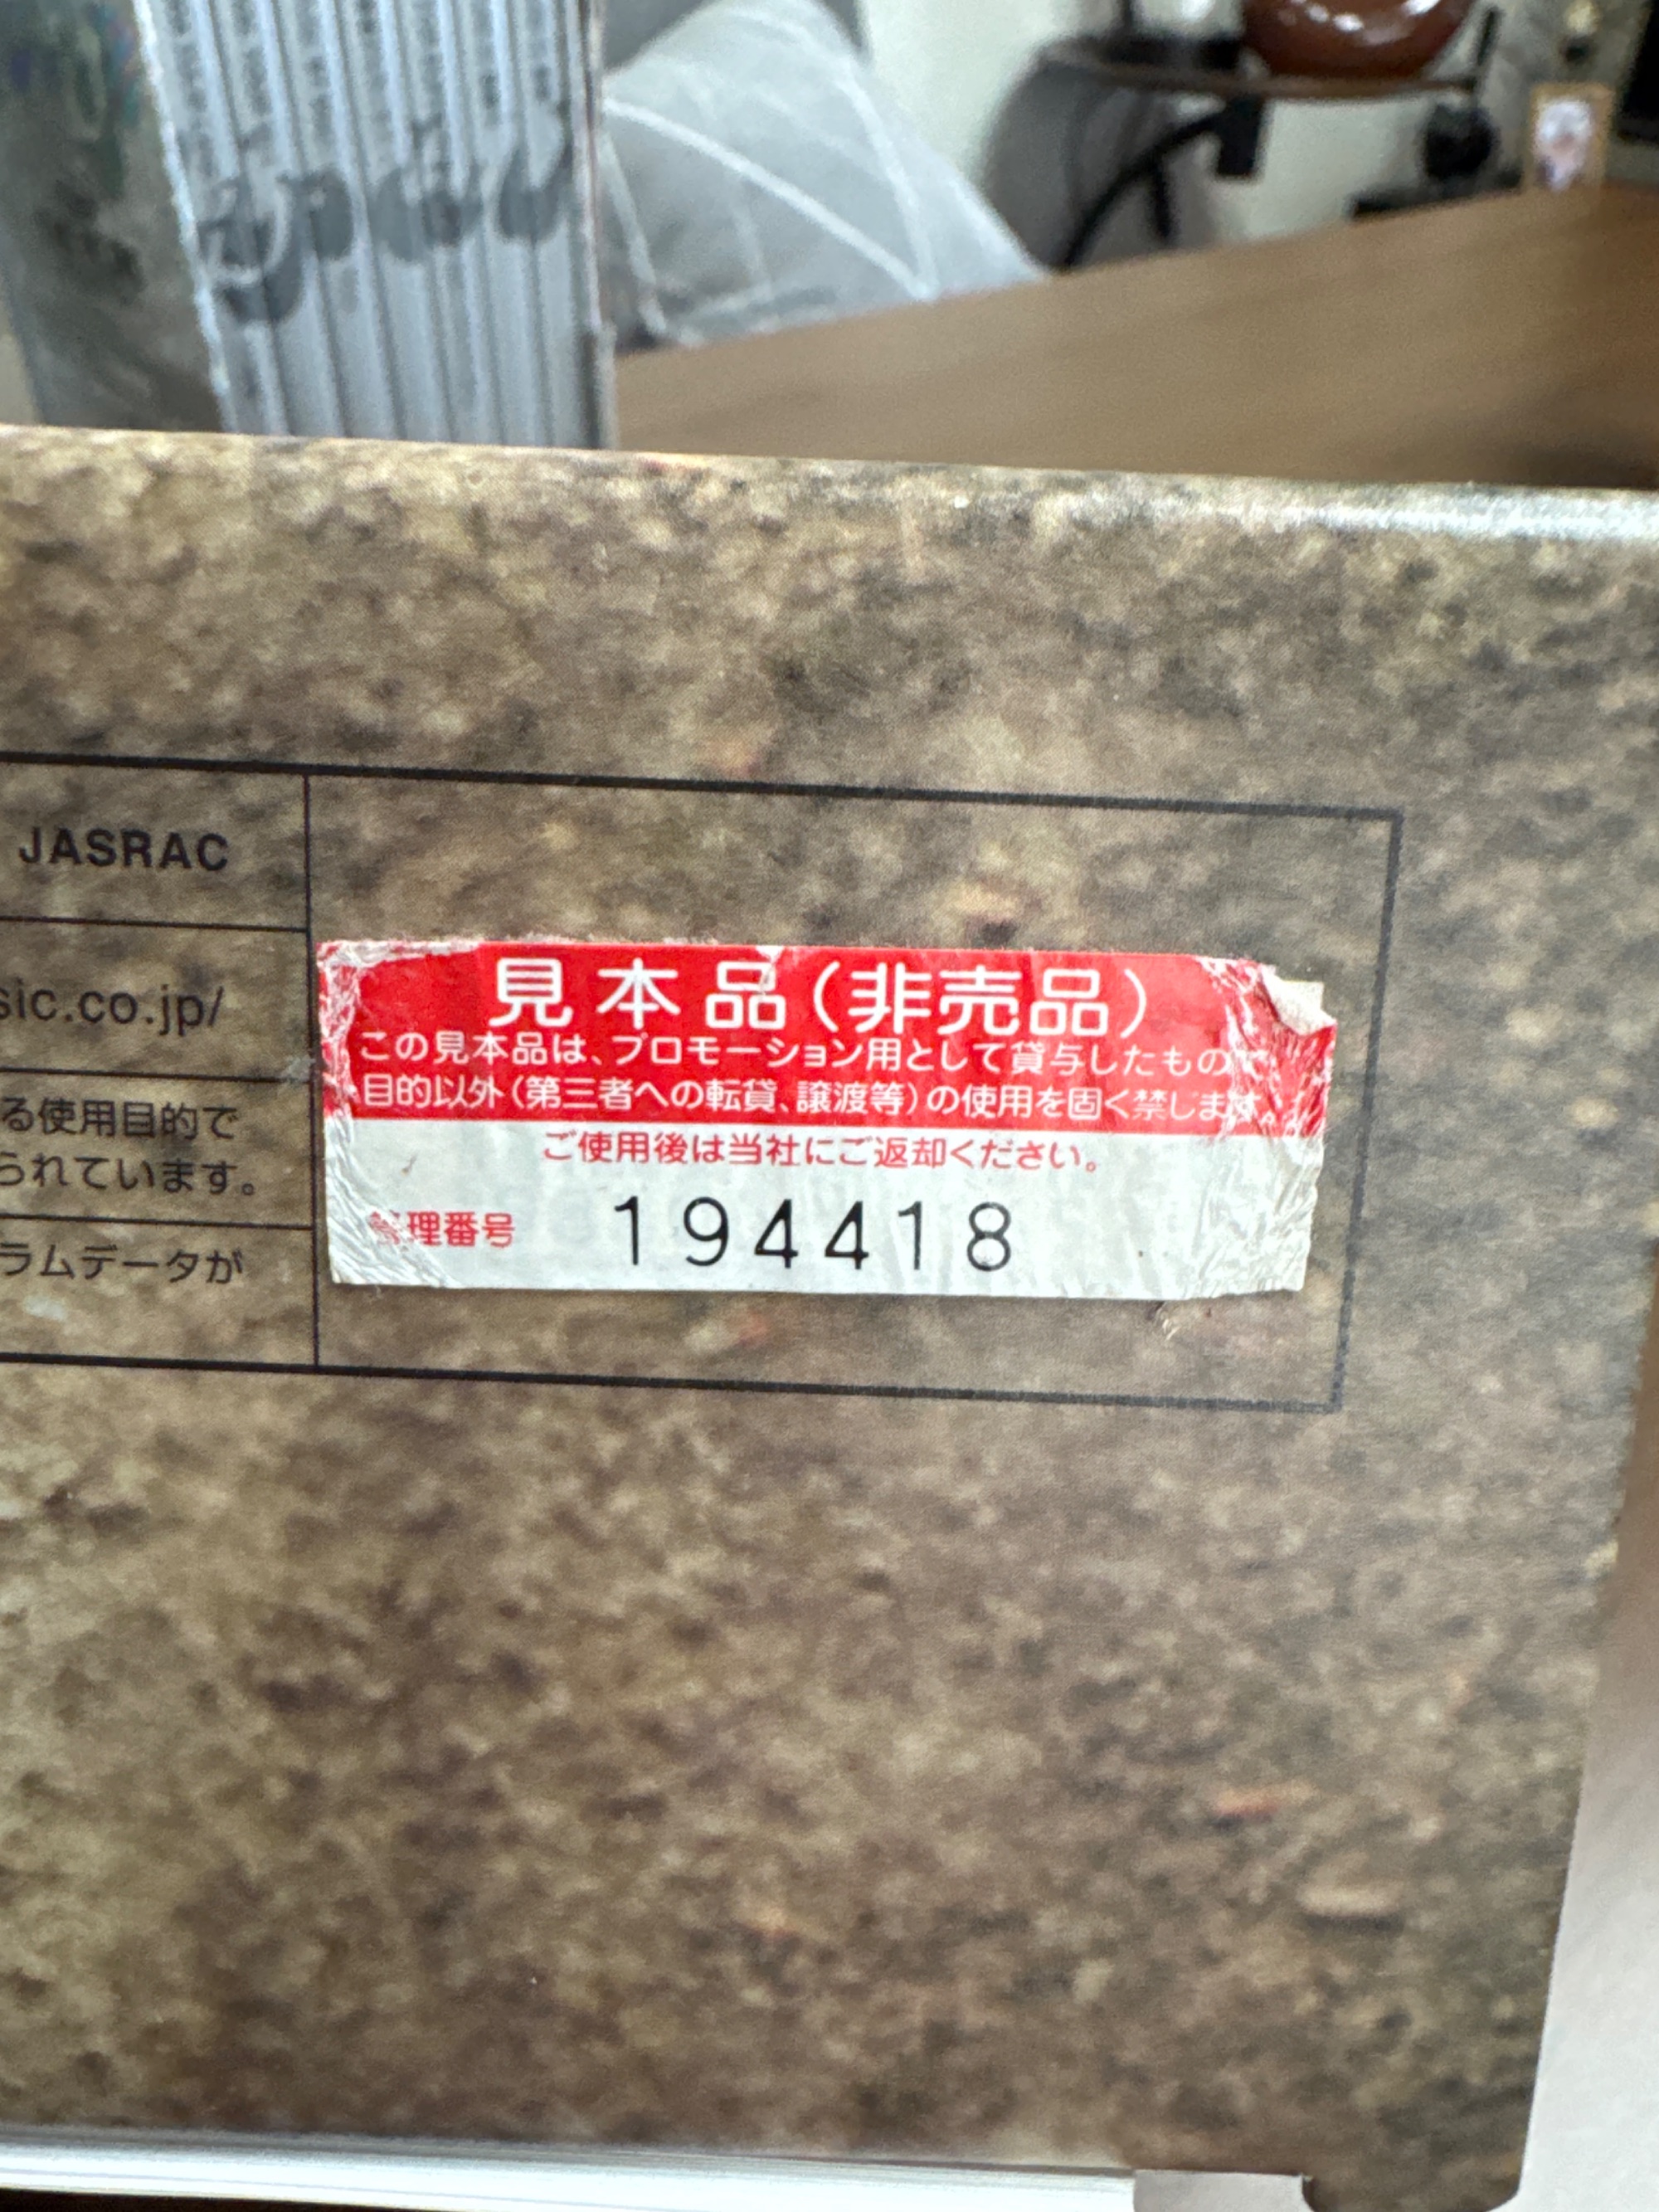 JASRAC
sic.co.jp/
る使用目的で
られています。
ラムデータが
見本品(非売品)
この見本品は、プロモーション用として貸与したもので
目的以外(第三者への転貸、譲渡等)の使用を固く禁じます。
ご使用後は当社にご返却ください。
管理番号 194418